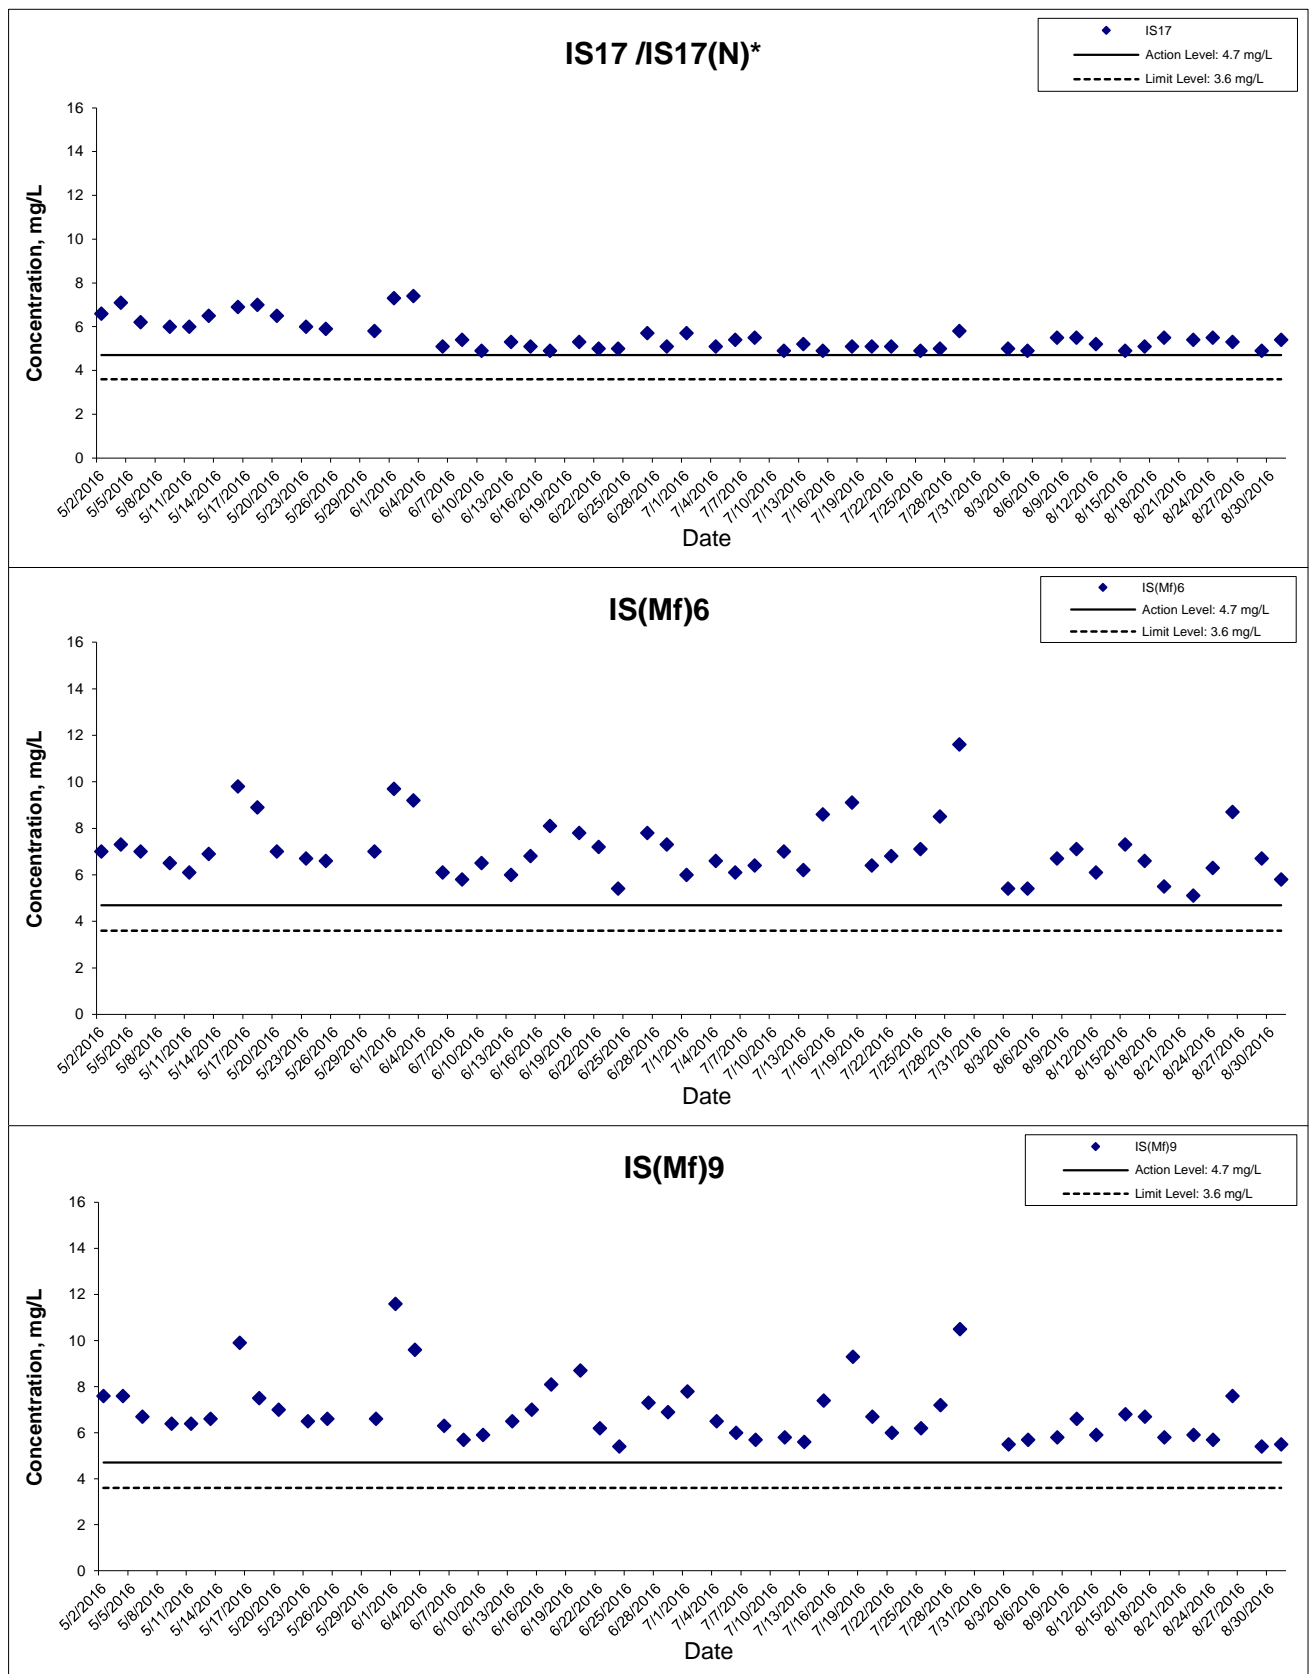 IS17 /IS17(N)*
IS17
Action Level: 4.7 mg/L
Limit Level: 3.6 mg/L
Concentration, mg/L
16
14
12
10
8
6
4
2
0
5/2/2016 5/5/2016 5/8/2016 5/11/2016 5/14/2016 5/17/2016 5/20/2016 5/23/2016 5/26/2016 5/29/2016 6/1/2016 6/4/2016 6/7/2016 6/10/2016 6/13/2016 6/16/2016 6/19/2016 6/22/2016 6/25/2016 6/28/2016 7/1/2016 7/4/2016 7/7/2016 7/10/2016 7/13/2016 7/16/2016 7/19/2016 7/22/2016 7/25/2016 7/28/2016 7/31/2016 8/3/2016 8/6/2016 8/9/2016 8/12/2016 8/15/2016 8/18/2016 8/21/2016 8/24/2016 8/27/2016 8/30/2016
Date
IS(Mf)6
IS(Mf)6
Action Level: 4.7 mg/L
Limit Level: 3.6 mg/L
Concentration, mg/L
16
14
12
10
8
6
4
2
0
5/2/2016 5/5/2016 5/8/2016 5/11/2016 5/14/2016 5/17/2016 5/20/2016 5/23/2016 5/26/2016 5/29/2016 6/1/2016 6/4/2016 6/7/2016 6/10/2016 6/13/2016 6/16/2016 6/19/2016 6/22/2016 6/25/2016 6/28/2016 7/1/2016 7/4/2016 7/7/2016 7/10/2016 7/13/2016 7/16/2016 7/19/2016 7/22/2016 7/25/2016 7/28/2016 7/31/2016 8/3/2016 8/6/2016 8/9/2016 8/12/2016 8/15/2016 8/18/2016 8/21/2016 8/24/2016 8/27/2016 8/30/2016
Date
IS(Mf)9
IS(Mf)9
Action Level: 4.7 mg/L
Limit Level: 3.6 mg/L
Concentration, mg/L
16
14
12
10
8
6
4
2
0
5/2/2016 5/5/2016 5/8/2016 5/11/2016 5/14/2016 5/17/2016 5/20/2016 5/23/2016 5/26/2016 5/29/2016 6/1/2016 6/4/2016 6/7/2016 6/10/2016 6/13/2016 6/16/2016 6/19/2016 6/22/2016 6/25/2016 6/28/2016 7/1/2016 7/4/2016 7/7/2016 7/10/2016 7/13/2016 7/16/2016 7/19/2016 7/22/2016 7/25/2016 7/28/2016 7/31/2016 8/3/2016 8/6/2016 8/9/2016 8/12/2016 8/15/2016 8/18/2016 8/21/2016 8/24/2016 8/27/2016 8/30/2016
Date